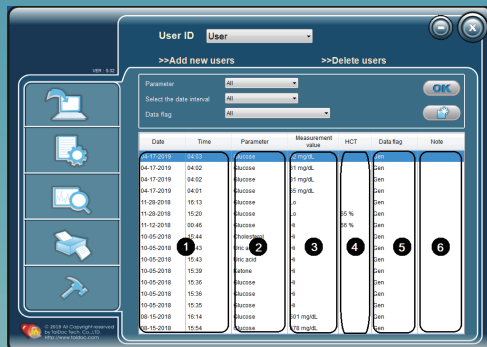 User ID User
>>Add new users >>Delete users
VER : 5.02
Parameter All
Select the date interval All
Data flag All
OK
Date Time Parameter Measurement value HCT Data flag Note
04-17-2019 04:03 Glucose mg/dL Gen
04-17-2019 04:02 Glucose mg/dL Gen
04-17-2019 04:02 Glucose mg/dL Gen
04-17-2019 04:01 Glucose mg/dL Gen
11-28-2018 16:13 Glucose Lo Gen
11-28-2018 15:20 Glucose Lo 55 % Gen
11-12-2018 00:46 Glucose Hi 56 % Gen
10-05-2018 15:44 Cholesterol Hi Gen
10-05-2018 15:43 Uric acid Hi Gen
10-05-2018 15:43 Uric acid Hi Gen
10-05-2018 15:39 Ketone Hi Gen
10-05-2018 15:36 Glucose Hi Gen
10-05-2018 15:36 Glucose Hi Gen
10-05-2018 15:35 Glucose Hi Gen
08-15-2018 16:14 Glucose 501 mg/dL Gen
08-15-2018 15:54 Glucose mg/dL Gen
1 2 3 4 5 6
© 2018 All Copyright reserved
by TaiDoc Tech. Co.,LTD
http://www.taidoc.com